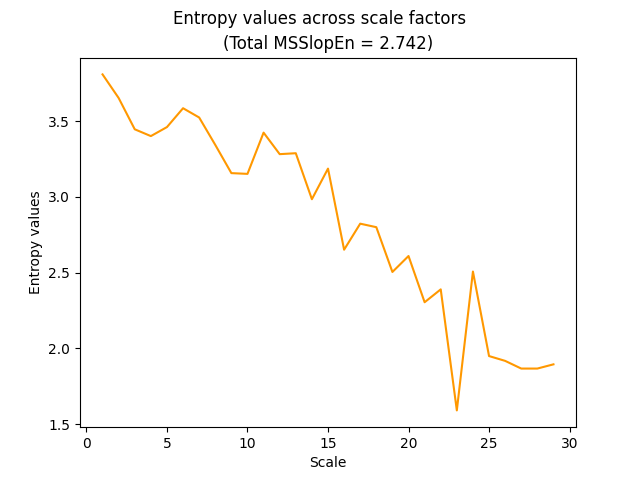 Entropy values across scale factors
(Total MSSlopEn = 2.742)
Entropy values
3.5
3.0
2.5
2.0
1.5
0 5 10 15 20 25 30
Scale